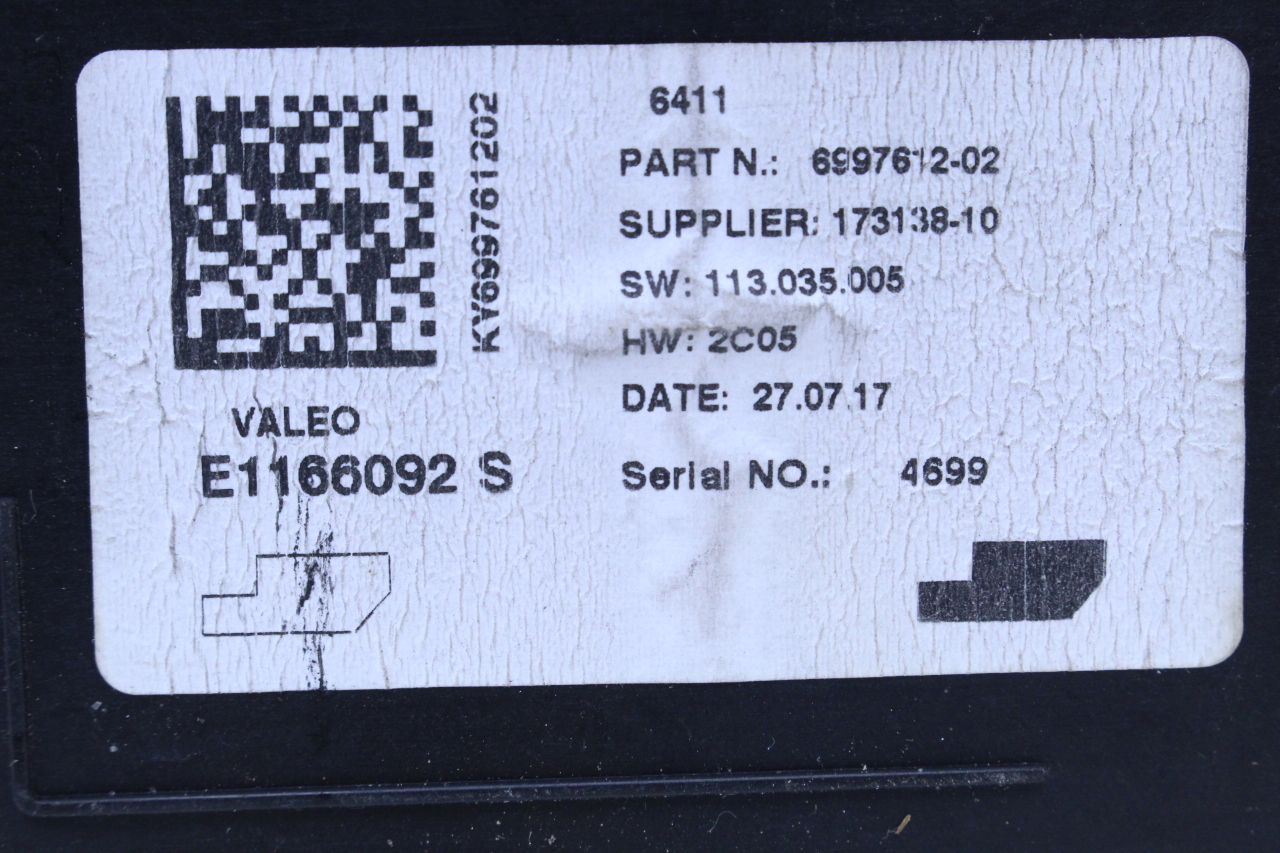 KV699761202
VALEO
E1166092 S
6411
PART N.: 6997612-02
SUPPLIER: 173138-10
SW: 113.035.005
HW: 2C05
DATE: 27.07.17
Serial NO.: 4699